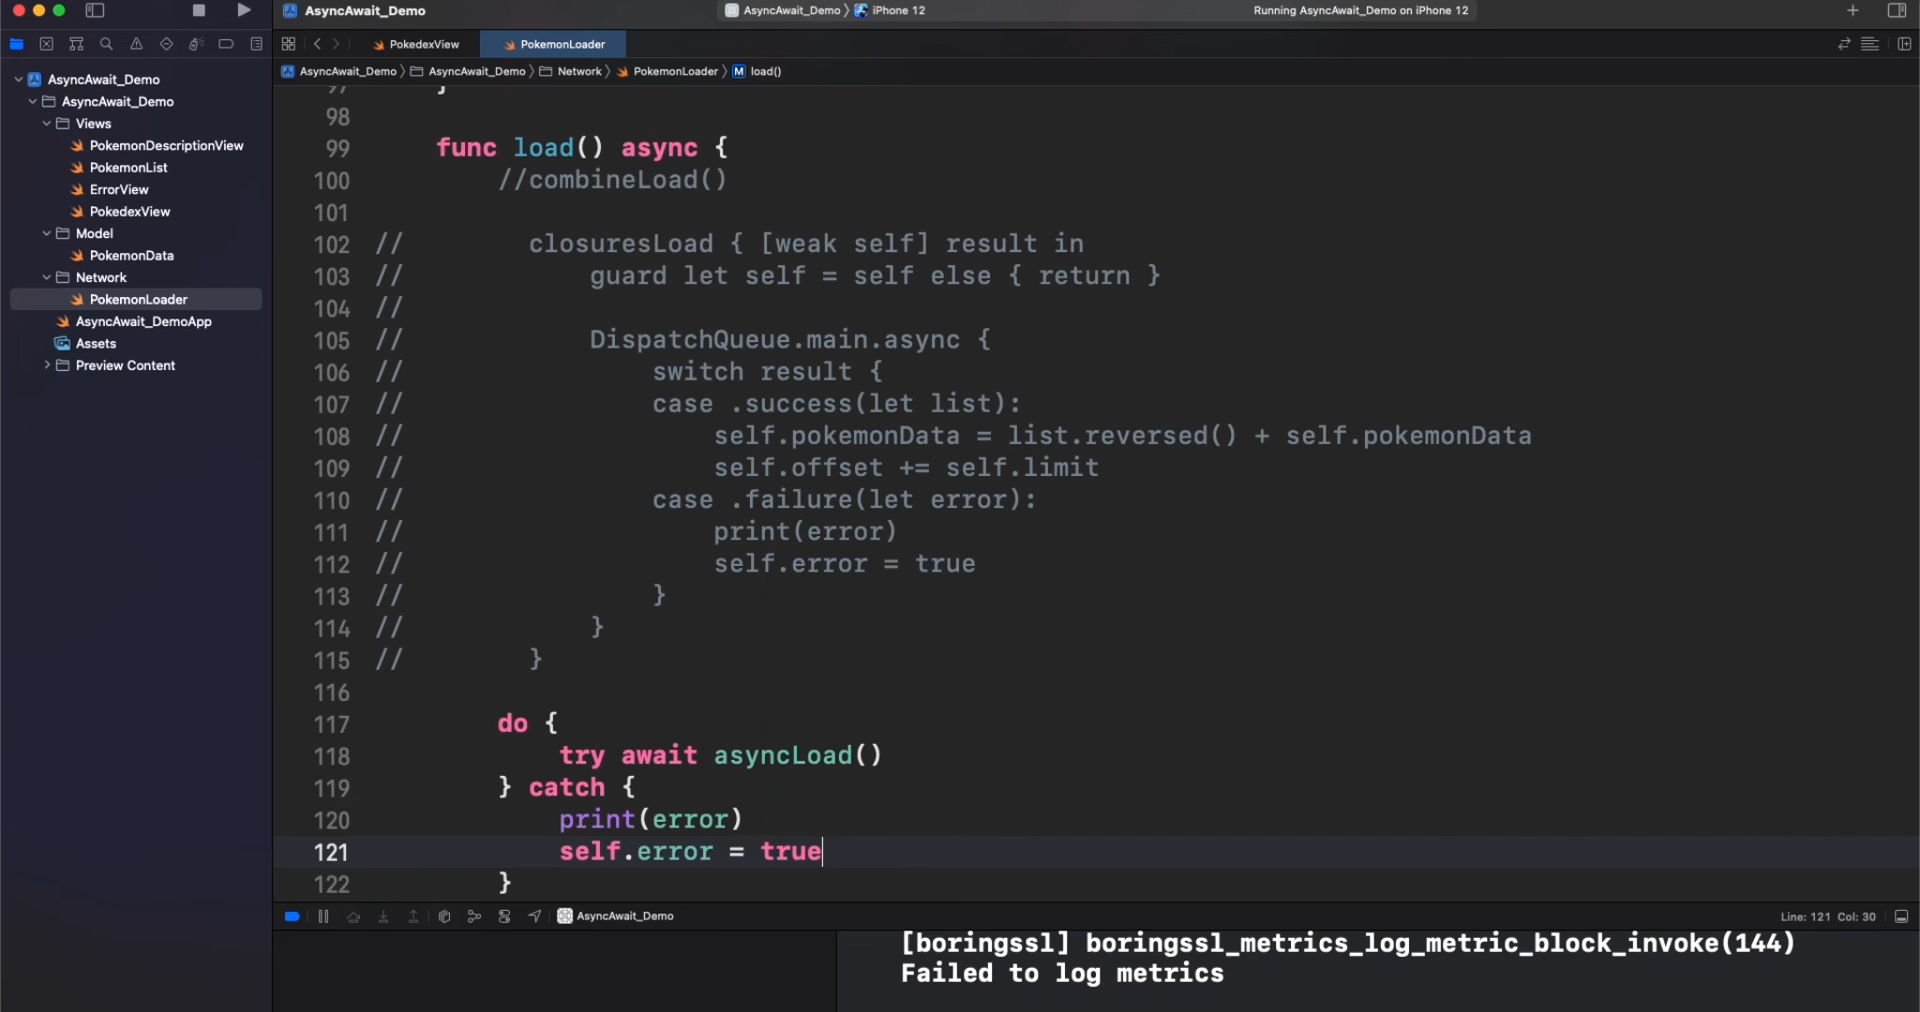 AsyncAwait_Demo
AsyncAwait_Demo
iPhone 12
Running AsyncAwait_Demo on iPhone 12
PokedexView
PokemonLoader
AsyncAwait_Demo
AsyncAwait_Demo
Network
PokemonLoader
M load()
AsyncAwait_Demo
AsyncAwait_Demo
Views
PokemonDescriptionView
PokemonList
ErrorView
PokedexView
Model
PokemonData
Network
PokemonLoader
AsyncAwait_DemoApp
Assets
Preview Content
97 }
98
99 func load() async {
100 //combineLoad()
101
102 // closuresLoad { [weak self] result in
103 // guard let self = self else { return }
104 //
105 // DispatchQueue.main.async {
106 // switch result {
107 // case .success(let list):
108 // self.pokemonData = list.reversed() + self.pokemonData
109 // self.offset += self.limit
110 // case .failure(let error):
111 // print(error)
112 // self.error = true
113 // }
114 // }
115 // }
116
117 do {
118 try await asyncLoad()
119 } catch {
120 print(error)
121 self.error = true
122 }
AsyncAwait_Demo
Line: 121 Col: 30
[boringssl] boringssl_metrics_log_metric_block_invoke(144)
Failed to log metrics